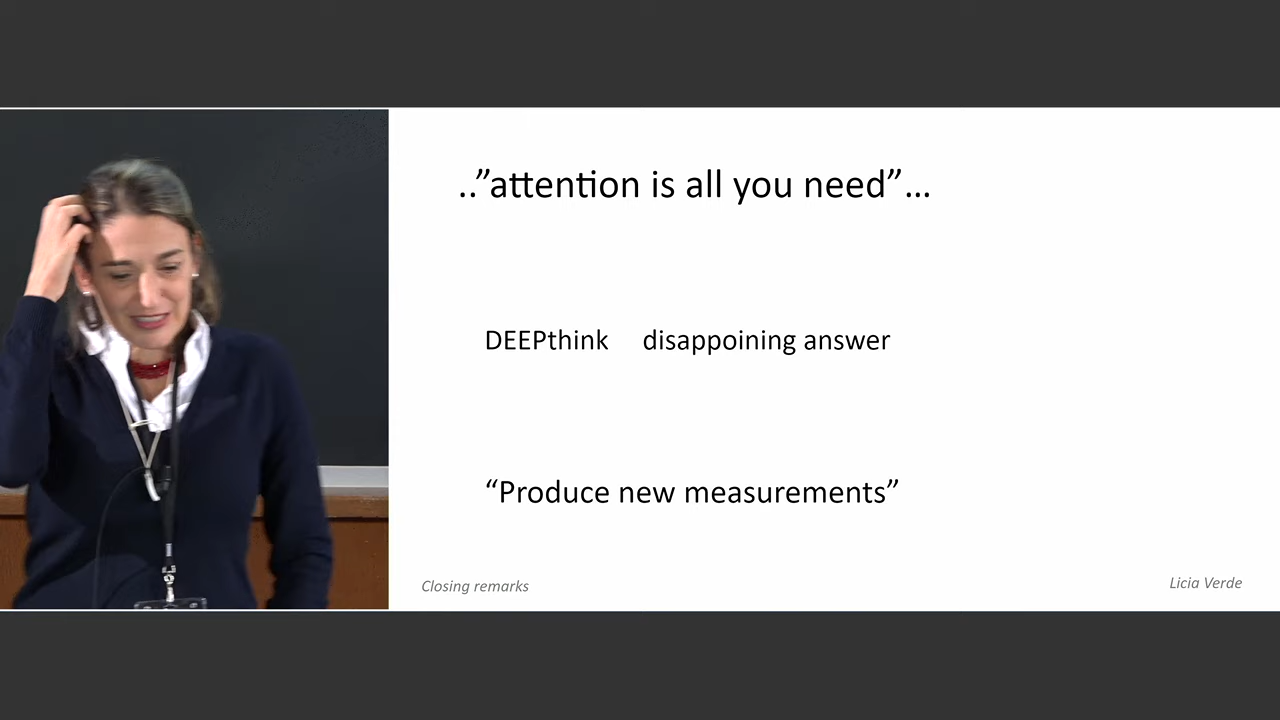 ..”attention is all you need”...
DEEPthink disappoining answer
“Produce new measurements”
Closing remarks
Licia Verde